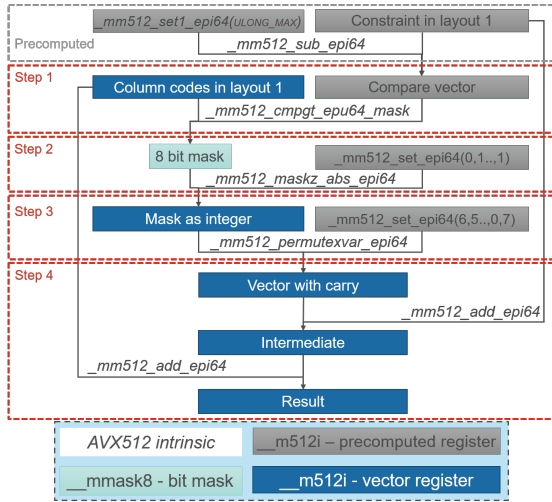 _mm512_set1_epi64(ULONG_MAX)
Constraint in layout 1
Precomputed
_mm512_sub_epi64
Step 1
Column codes in layout 1
Compare vector
_mm512_cmpgt_epu64_mask
Step 2
8 bit mask
_mm512_set_epi64(0,1..,1)
_mm512_maskz_abs_epi64
Step 3
Mask as integer
_mm512_set_epi64(6,5..,0,7)
_mm512_permutexvar_epi64
Step 4
Vector with carry
_mm512_add_epi64
Intermediate
_mm512_add_epi64
Result
AVX512 intrinsic
__m512i – precomputed register
__mmask8 - bit mask
__m512i - vector register